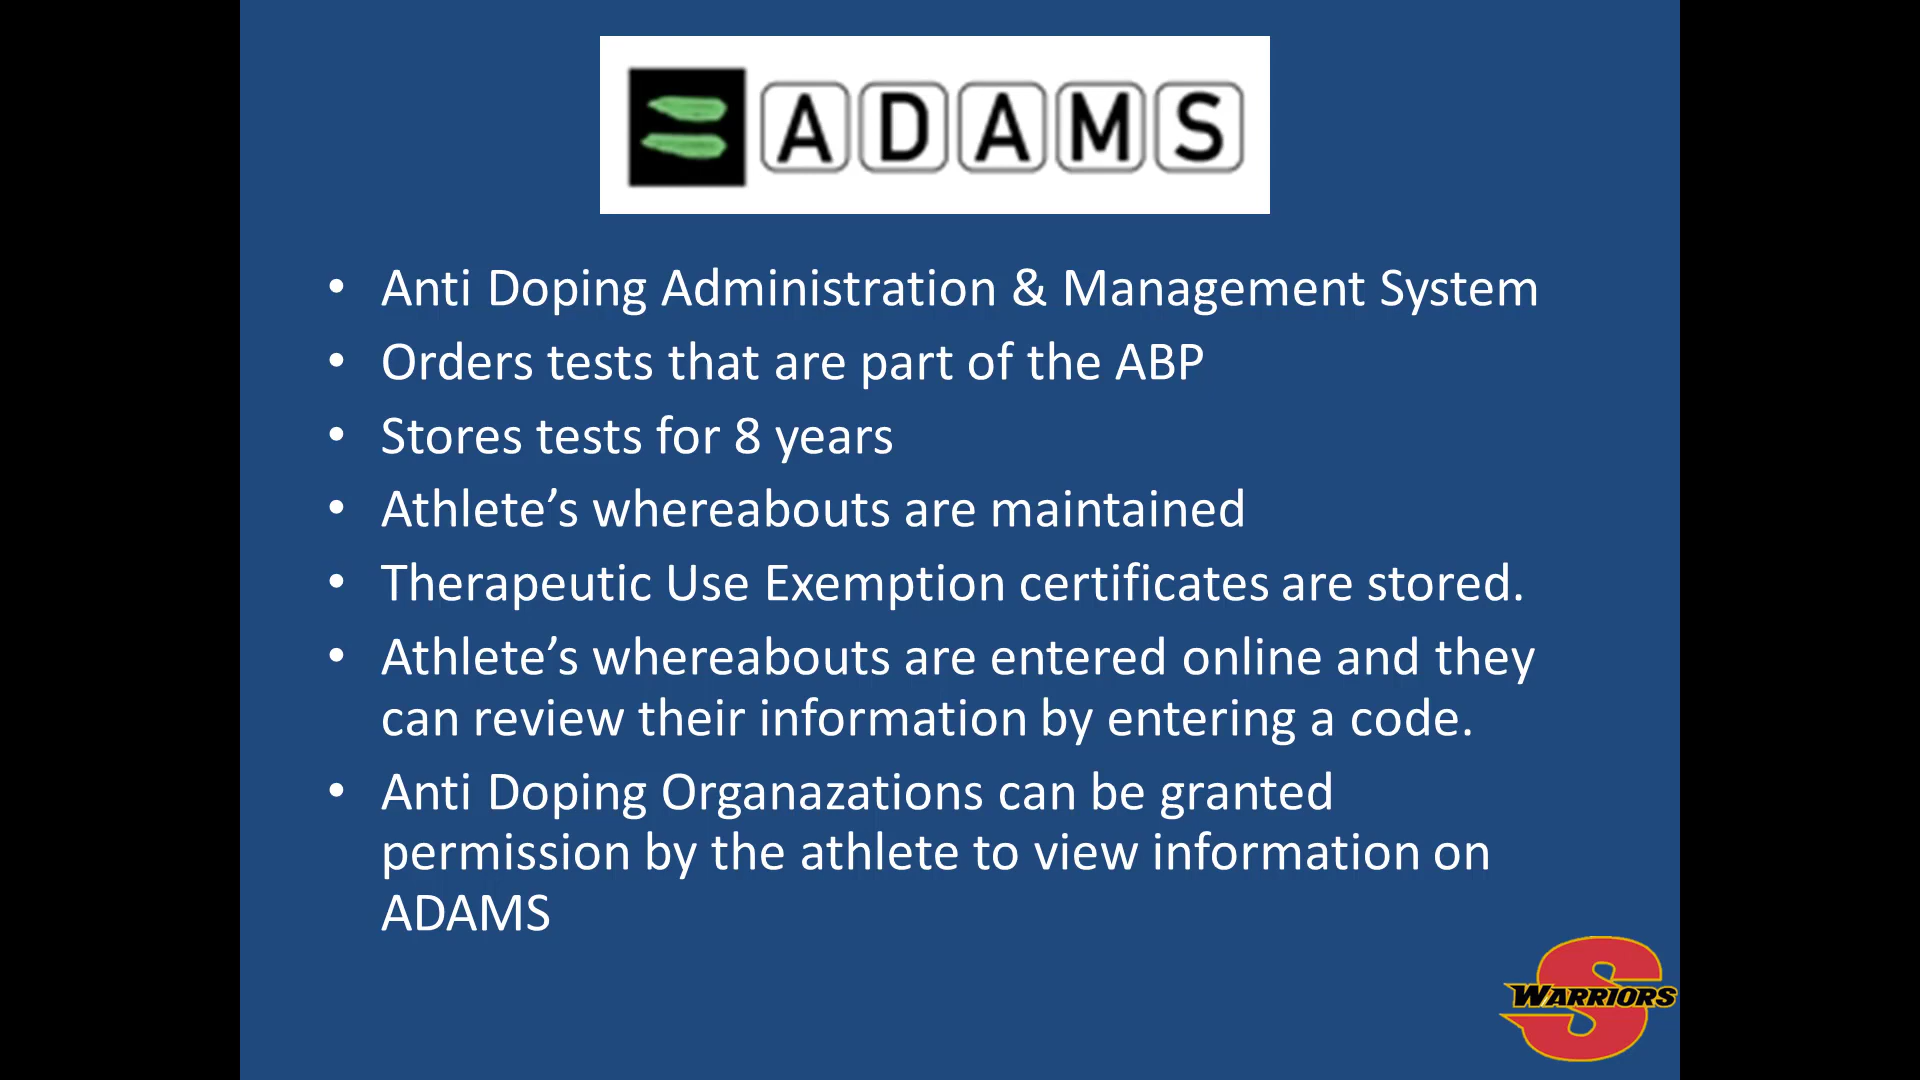 ADAMS
• Anti Doping Administration & Management System
• Orders tests that are part of the ABP
• Stores tests for 8 years
• Athlete’s whereabouts are maintained
• Therapeutic Use Exemption certificates are stored.
• Athlete’s whereabouts are entered online and they
can review their information by entering a code.
• Anti Doping Organazations can be granted
permission by the athlete to view information on
ADAMS
S
WARRIORS